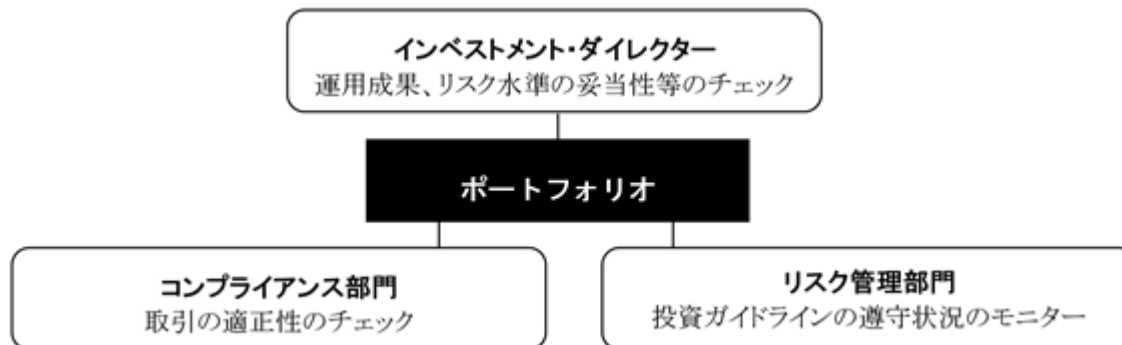 インベストメント・ダイレクター
運用成果、リスク水準の妥当性等のチェック
ポートフォリオ
コンプライアンス部門
取引の適正性のチェック
リスク管理部門
投資ガイドラインの遵守状況のモニター